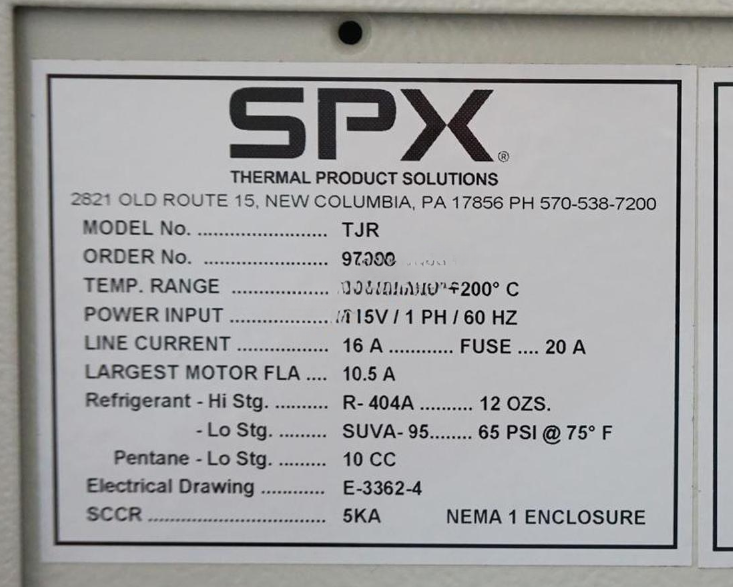 SPX®
THERMAL PRODUCT SOLUTIONS
2821 OLD ROUTE 15, NEW COLUMBIA, PA 17856 PH 570-538-7200
MODEL No. ........................ TJR
ORDER No. .......................
TEMP. RANGE .................. +200° C
POWER INPUT .................. 115V / 1 PH / 60 HZ
LINE CURRENT ................. 16 A ............ FUSE .... 20 A
LARGEST MOTOR FLA .... 10.5 A
Refrigerant - Hi Stg. .......... R- 404A .......... 12 OZS.
- Lo Stg. ......... SUVA- 95........ 65 PSI @ 75° F
Pentane - Lo Stg. ......... 10 CC
Electrical Drawing ............ E-3362-4
SCCR ................................. 5KA NEMA 1 ENCLOSURE